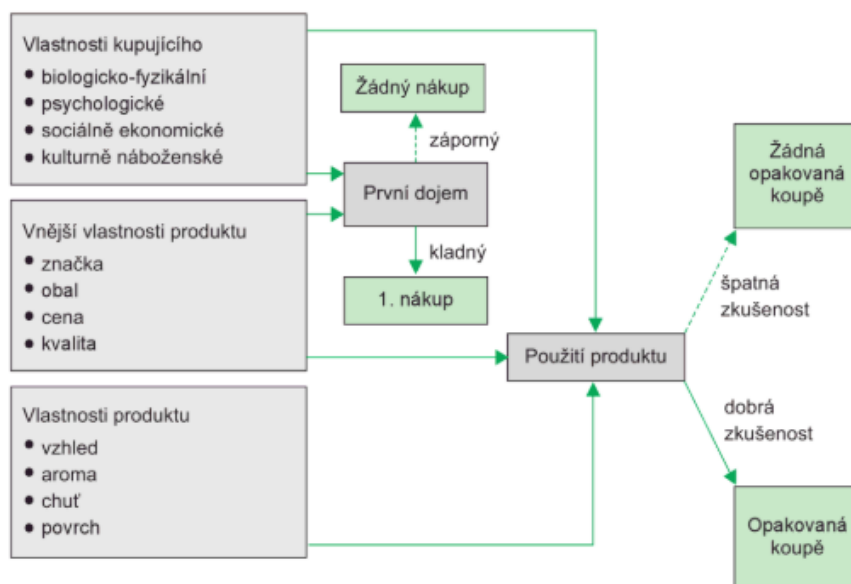 Vlastnosti kupujícího
• biologicko-fyzikální
• psychologické
• sociálně ekonomické
• kulturně náboženské
Žádný nákup
záporný
První dojem
kladný
1. nákup
Vnější vlastnosti produktu
• značka
• obal
• cena
• kvalita
Vlastnosti produktu
• vzhled
• aroma
• chuť
• povrch
Použití produktu
Žádná
opakovaná
koupě
špatná
zkušenost
dobrá
zkušenost
Opakovaná
koupě